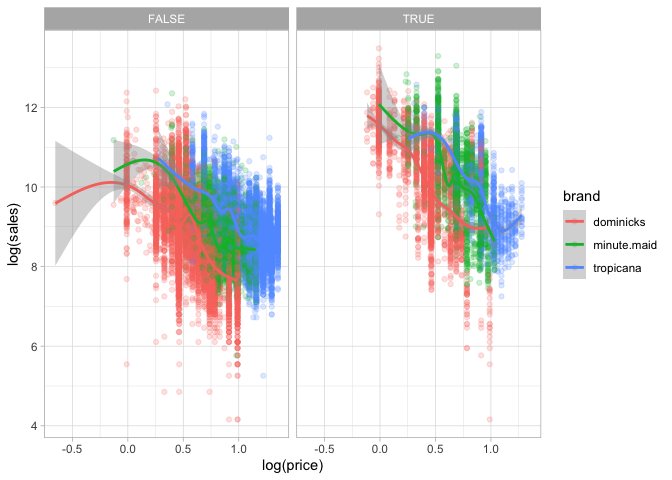 FALSE TRUE
12
10
8
6
4
log(sales)
-0.5 0.0 0.5 1.0 -0.5 0.0 0.5 1.0
log(price)
brand
dominicks
minute.maid
tropicana